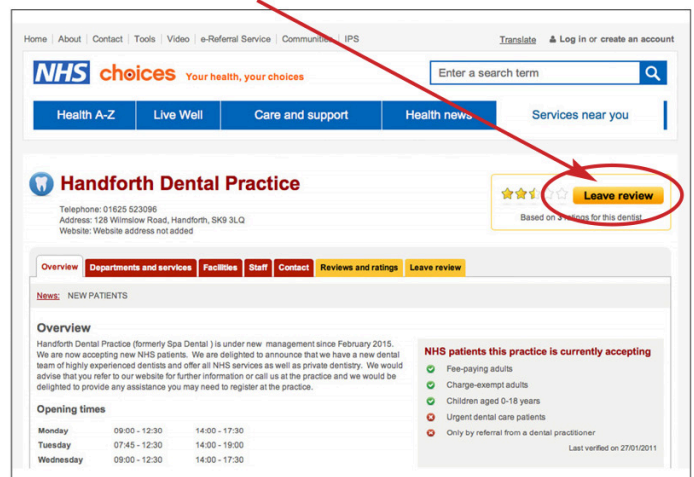 Home | About | Contact | Tools | Video | e-Referral Service | Communities | IPS
Translate Log in or create an account
NHS choices Your health, your choices
Enter a search term
Health A-Z Live Well Care and support Health news Services near you
Handforth Dental Practice
Telephone: 01625 523096
Address: 128 Wilmslow Road, Handforth, SK9 3LQ
Website: Website address not added
Leave review
Based on 3 ratings for this dentist
Overview Departments and services Facilities Staff Contact Reviews and ratings Leave review
News: NEW PATIENTS
Overview
Handforth Dental Practice (formerly Spa Dental ) is under new management since February 2015.
We are now accepting new NHS patients. We are delighted to announce that we have a new dental
team of highly experienced dentists and offer all NHS services as well as private dentistry. We would
advise that you refer to our website for further information or call us at the practice and we would be
delighted to provide any assistance you may need to register at the practice.
Opening times
Monday 09:00 - 12:30 14:00 - 17:30
Tuesday 07:45 - 12:30 14:00 - 19:00
Wednesday 09:00 - 12:30 14:00 - 17:30
NHS patients this practice is currently accepting
Fee-paying adults
Charge-exempt adults
Children aged 0-18 years
Urgent dental care patients
Only by referral from a dental practitioner
Last verified on 27/01/2011